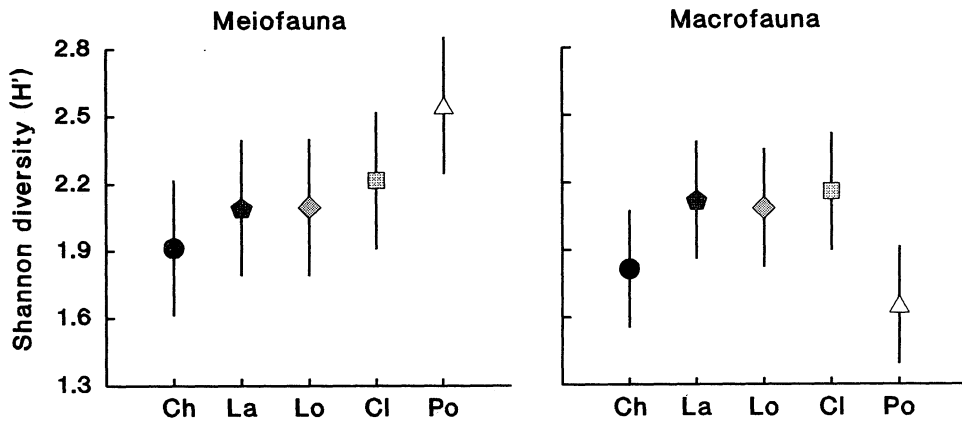 Meiofauna
Macrofauna
Shannon diversity (H')
2.8
2.5
2.2
1.9
1.6
1.3
Ch La Lo Cl Po
Ch La Lo Cl Po